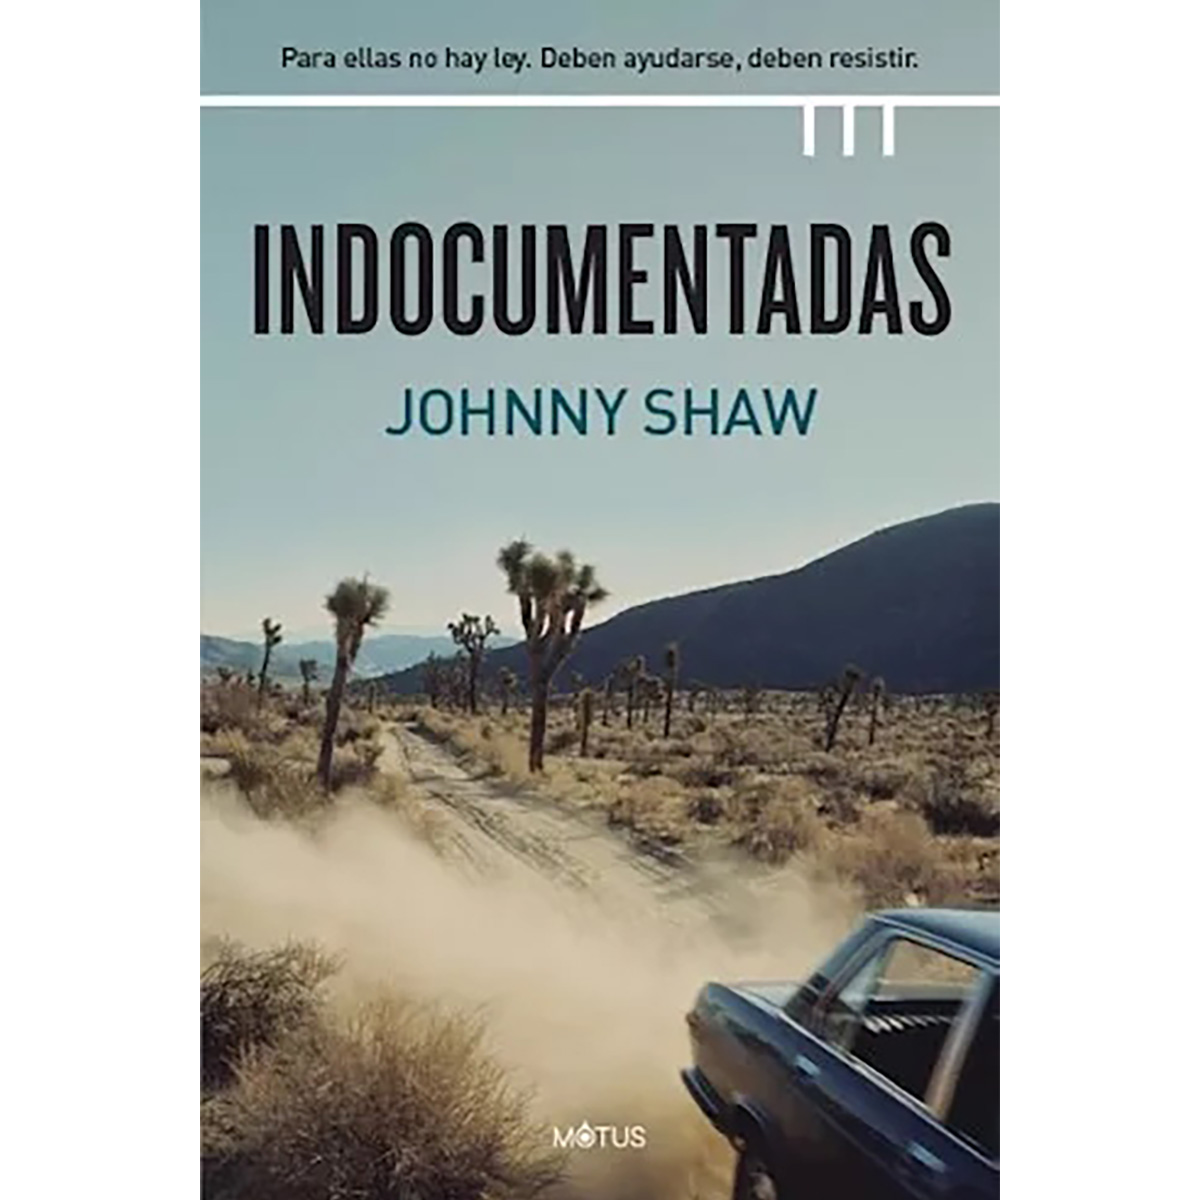 Para ellas no hay ley. Deben ayudarse, deben resistir.
INDOCUMENTADAS
JOHNNY SHAW
MOTUS